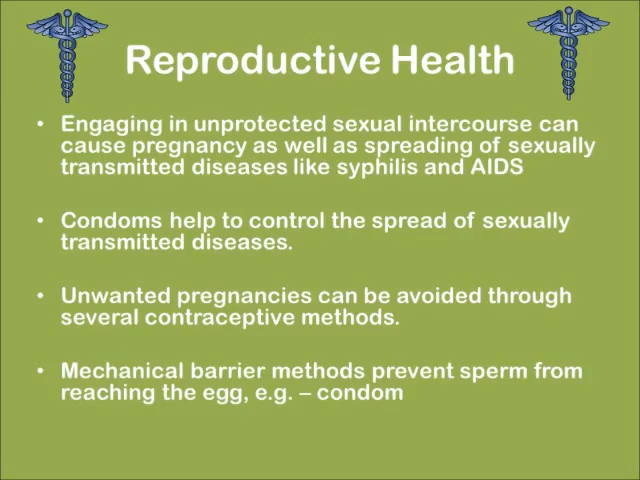 Reproductive Health
• Engaging in unprotected sexual intercourse can
cause pregnancy as well as spreading of sexually
transmitted diseases like syphilis and AIDS
• Condoms help to control the spread of sexually
transmitted diseases.
• Unwanted pregnancies can be avoided through
several contraceptive methods.
• Mechanical barrier methods prevent sperm from
reaching the egg, e.g. – condom